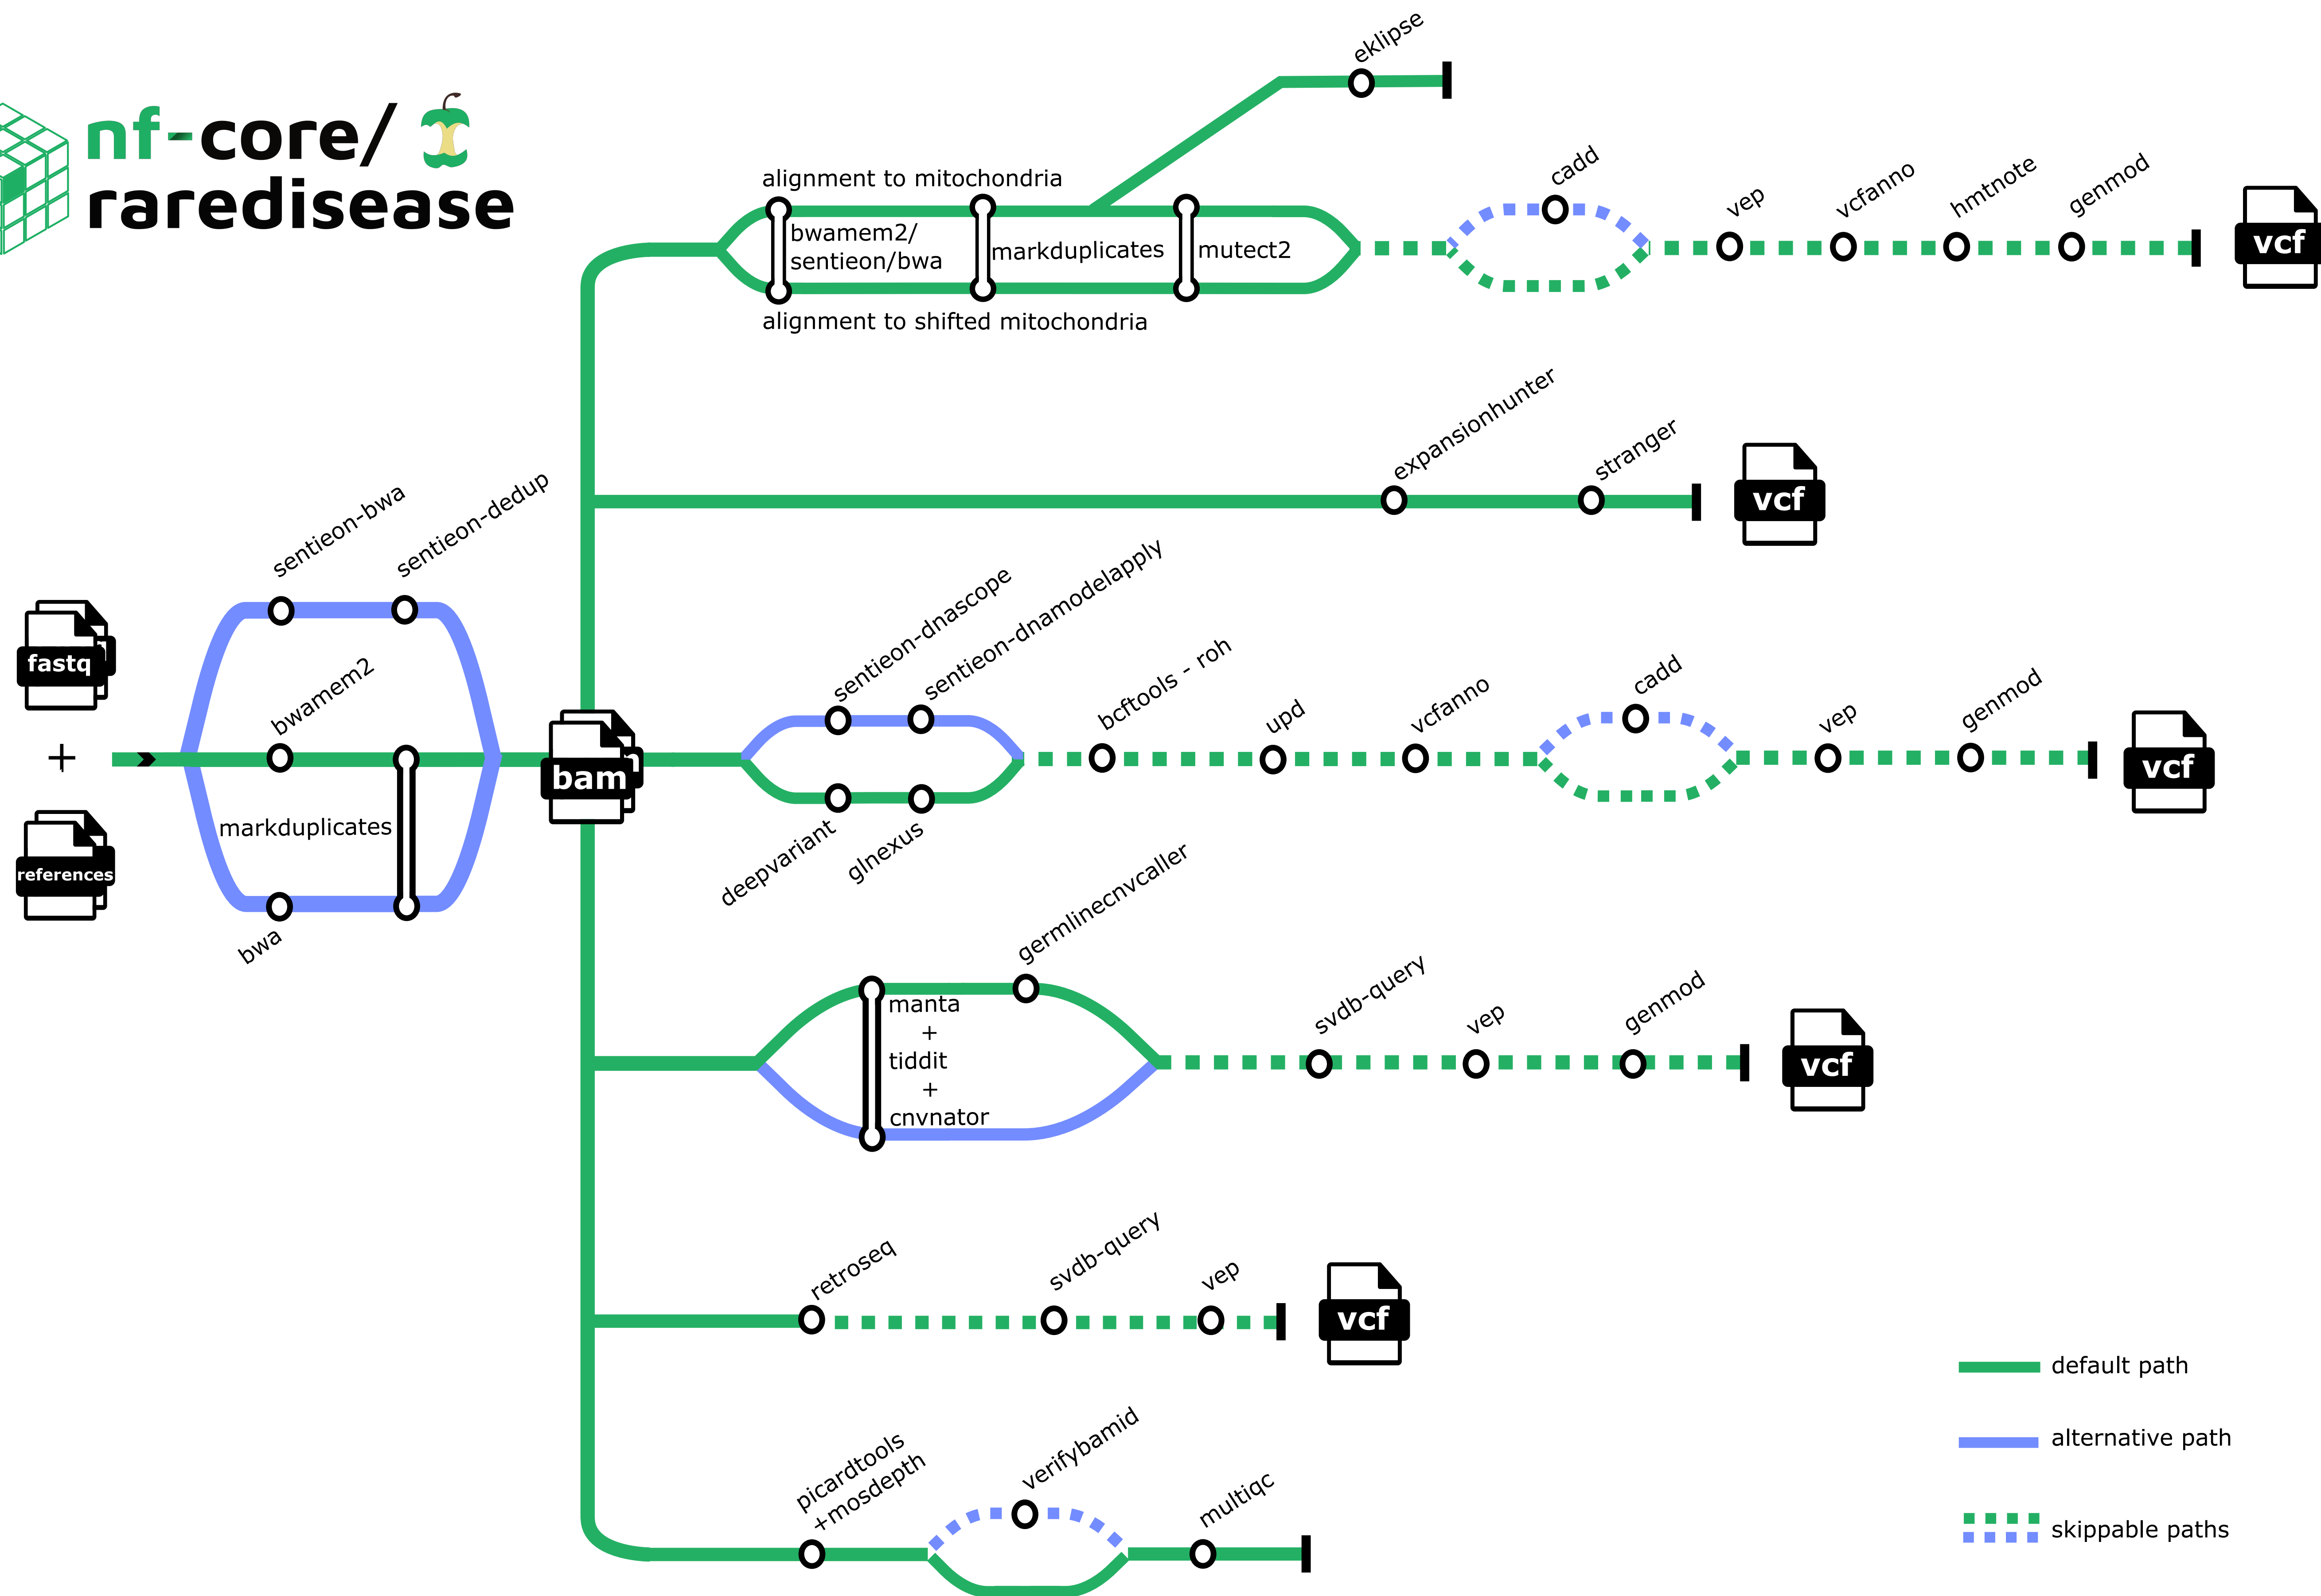 nf-core/
raredisease
eklipse
alignment to mitochondria
bwamem2/
sentieon/bwa
markduplicates
mutect2
alignment to shifted mitochondria
cadd
vep
vcfanno
hmtnote
genmod
vcf
expansionhunter
stranger
vcf
fastq
+
references
sentieon-bwa
sentieon-dedup
bwamem2
markduplicates
bwa
bam
sentieon-dnascope
sentieon-dnamodelapply
deepvariant
glnexus
bcftools - roh
upd
vcfanno
cadd
vep
genmod
vcf
manta
+
tiddit
+
cnvnator
germlinecnvcaller
svdb-query
vep
genmod
vcf
retroseq
svdb-query
vep
vcf
picardtools
+mosdepth
verifybamid
multiqc
default path
alternative path
skippable paths